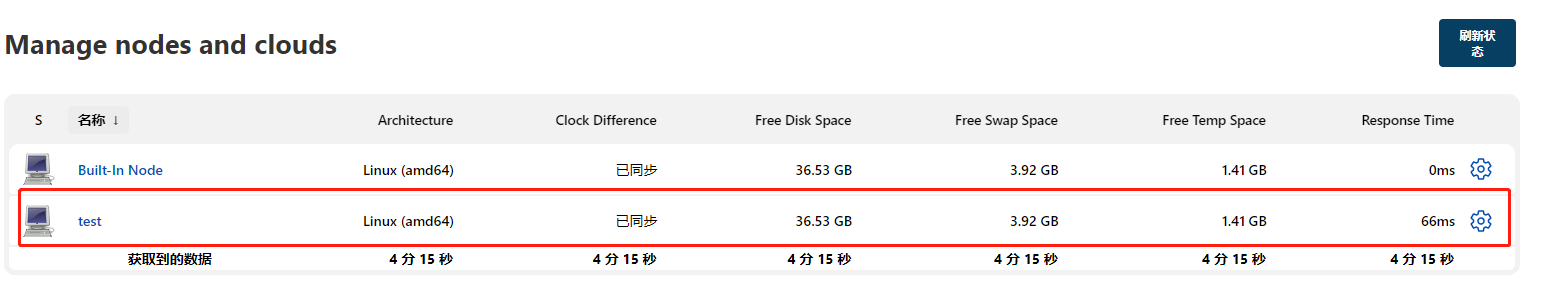 Manage nodes and clouds
刷新状
态
S 名称 ↓ Architecture Clock Difference Free Disk Space Free Swap Space Free Temp Space Response Time
Built-In Node Linux (amd64) 已同步 36.53 GB 3.92 GB 1.41 GB 0ms
test Linux (amd64) 已同步 36.53 GB 3.92 GB 1.41 GB 66ms
获取到的数据 4 分 15 秒 4 分 15 秒 4 分 15 秒 4 分 15 秒 4 分 15 秒 4 分 15 秒